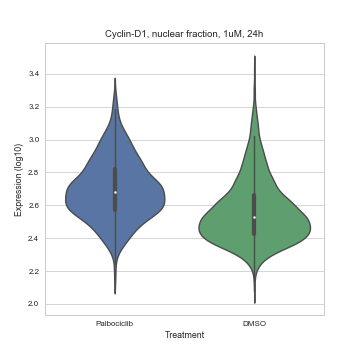 Cyclin-D1, nuclear fraction, 1uM, 24h
3.4
3.2
3.0
2.8
2.6
2.4
2.2
2.0
Expression (log10)
Palbociclib
DMSO
Treatment